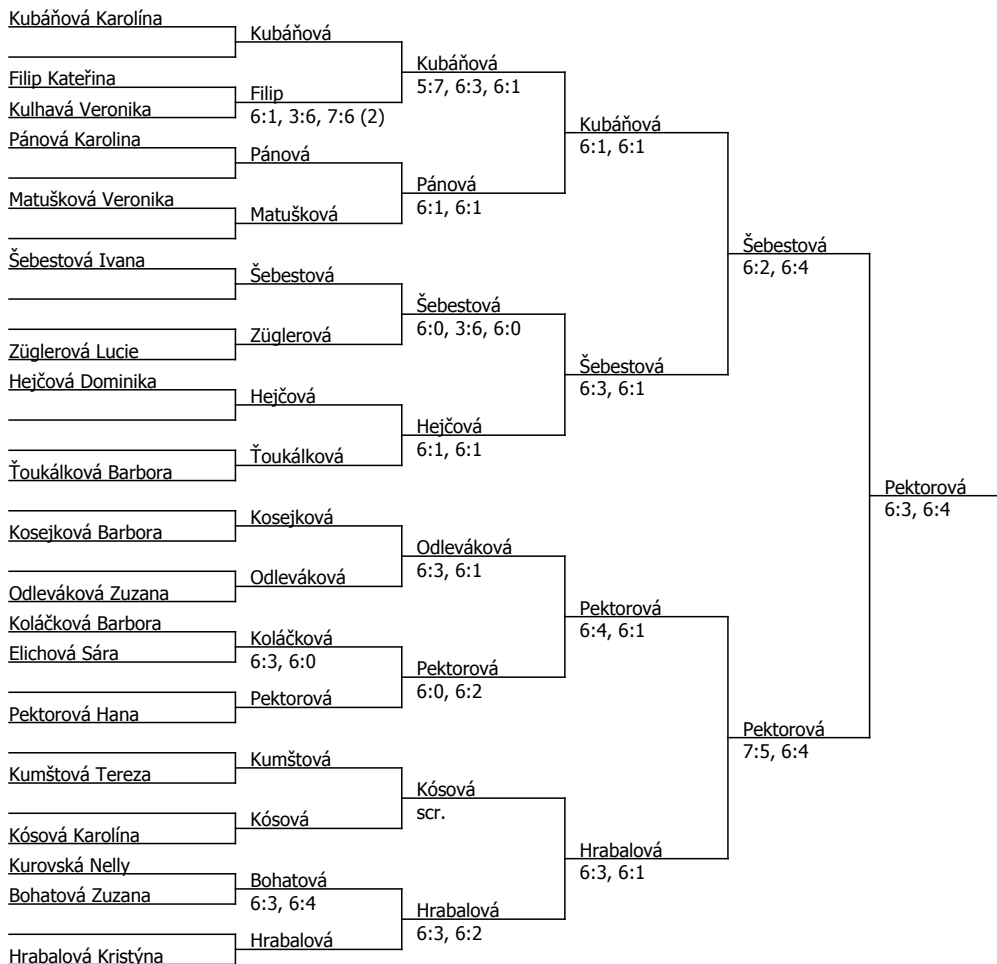 Kubáňová Karolína
Filip Kateřina
Kulhavá Veronika
Pánová Karolina
Matušková Veronika
Šebestová Ivana
Züglerová Lucie
Hejčová Dominika
Ťoukálková Barbora
Kosejková Barbora
Odleváková Zuzana
Koláčková Barbora
Elichová Sára
Pektorová Hana
Kumštová Tereza
Kósová Karolína
Kurovská Nelly
Bohatová Zuzana
Hrabalová Kristýna
Kubáňová
Filip
6:1, 3:6, 7:6 (2)
Pánová
Matušková
Šebestová
Züglerová
Hejčová
Ťoukálková
Kosejková
Odleváková
Koláčková
6:3, 6:0
Pektorová
Kumštová
Kósová
Bohatová
6:3, 6:4
Hrabalová
Kubáňová
5:7, 6:3, 6:1
Pánová
6:1, 6:1
Šebestová
6:0, 3:6, 6:0
Hejčová
6:1, 6:1
Odleváková
6:3, 6:1
Pektorová
6:0, 6:2
Kósová
scr.
Hrabalová
6:3, 6:2
Kubáňová
6:1, 6:1
Šebestová
6:3, 6:1
Pektorová
6:4, 6:1
Hrabalová
6:3, 6:1
Šebestová
6:2, 6:4
Pektorová
7:5, 6:4
Pektorová
6:3, 6:4